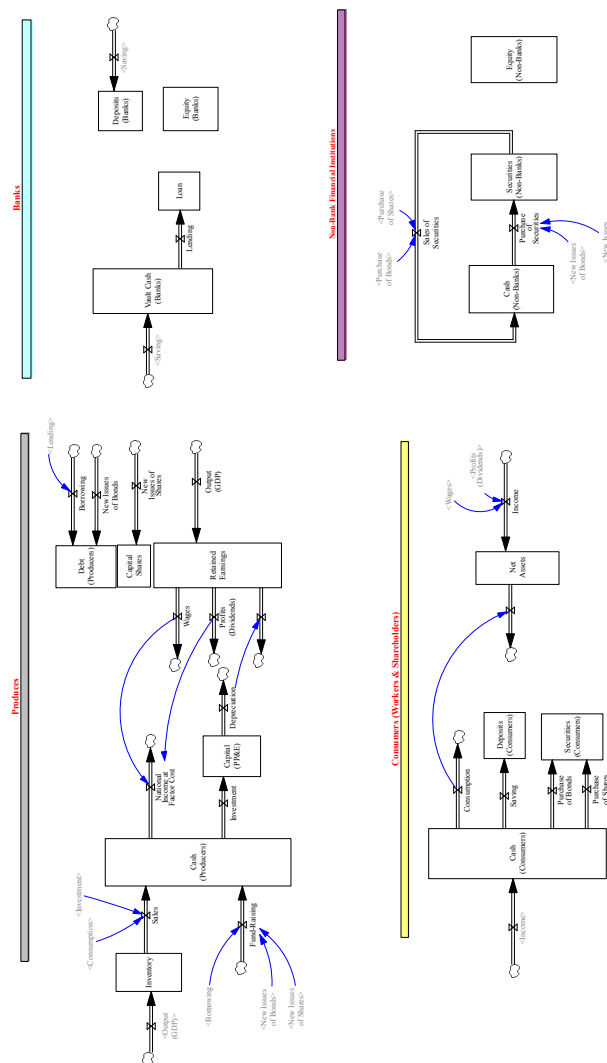 Produces
<Output
(GDP)>
Inventory
<Consumption>
<Investment>
Sales
<Borrowing
<New Issues
of Bonds>
<New Issues
of Shares>
Fund-Raising
Cash
(Producers)
National
Income at
Factor Cost
Investment
Capital
(PP&E)
Depreciation
Wages
Profits
(Dividends)
Retained
Earnings
Output
(GDP)
Debt
(Producers)
Capital
Shares
Borrowing
New Issues
of Bonds
New
Issues of
Shares
<Lending>
Banks
<Saving>
Vault Cash
(Banks)
Lending
Loan
Deposits
(Banks)
<Saving>
Equity
(Banks)
Consumers (Workers & Shareholders)
<Income>
Cash
(Consumers)
Consumption
Saving
Purchase
of Bonds
Purchase
of Shares
Deposits
(Consumers)
Securities
(Consumers)
Net
Assets
Income
<Wages>
<Profits
(Dividends)>
Non-Bank Financial Institutions
Cash
(Non-Banks)
Purchase
of
Securities
<New Issues
of Bonds>
<New Issues
Securities
(Non-Banks)
Sales of
Securities
<Purchase
of Bonds>
<Purchase
of Shares>
Equity
(Non-Banks)